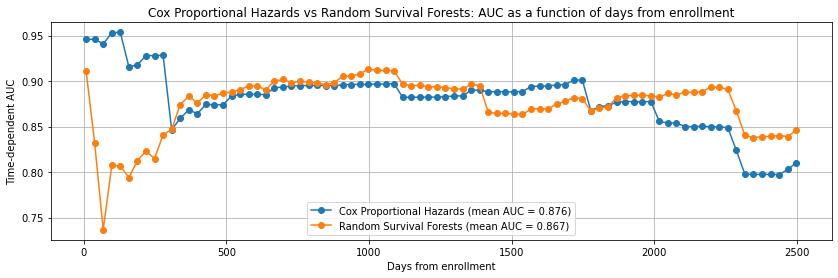 Cox Proportional Hazards vs Random Survival Forests: AUC as a function of days from enrollment
Time-dependent AUC
0.95
0.90
0.85
0.80
0.75
Cox Proportional Hazards (mean AUC = 0.876)
Random Survival Forests (mean AUC = 0.867)
0
500
1000
1500
2000
2500
Days from enrollment